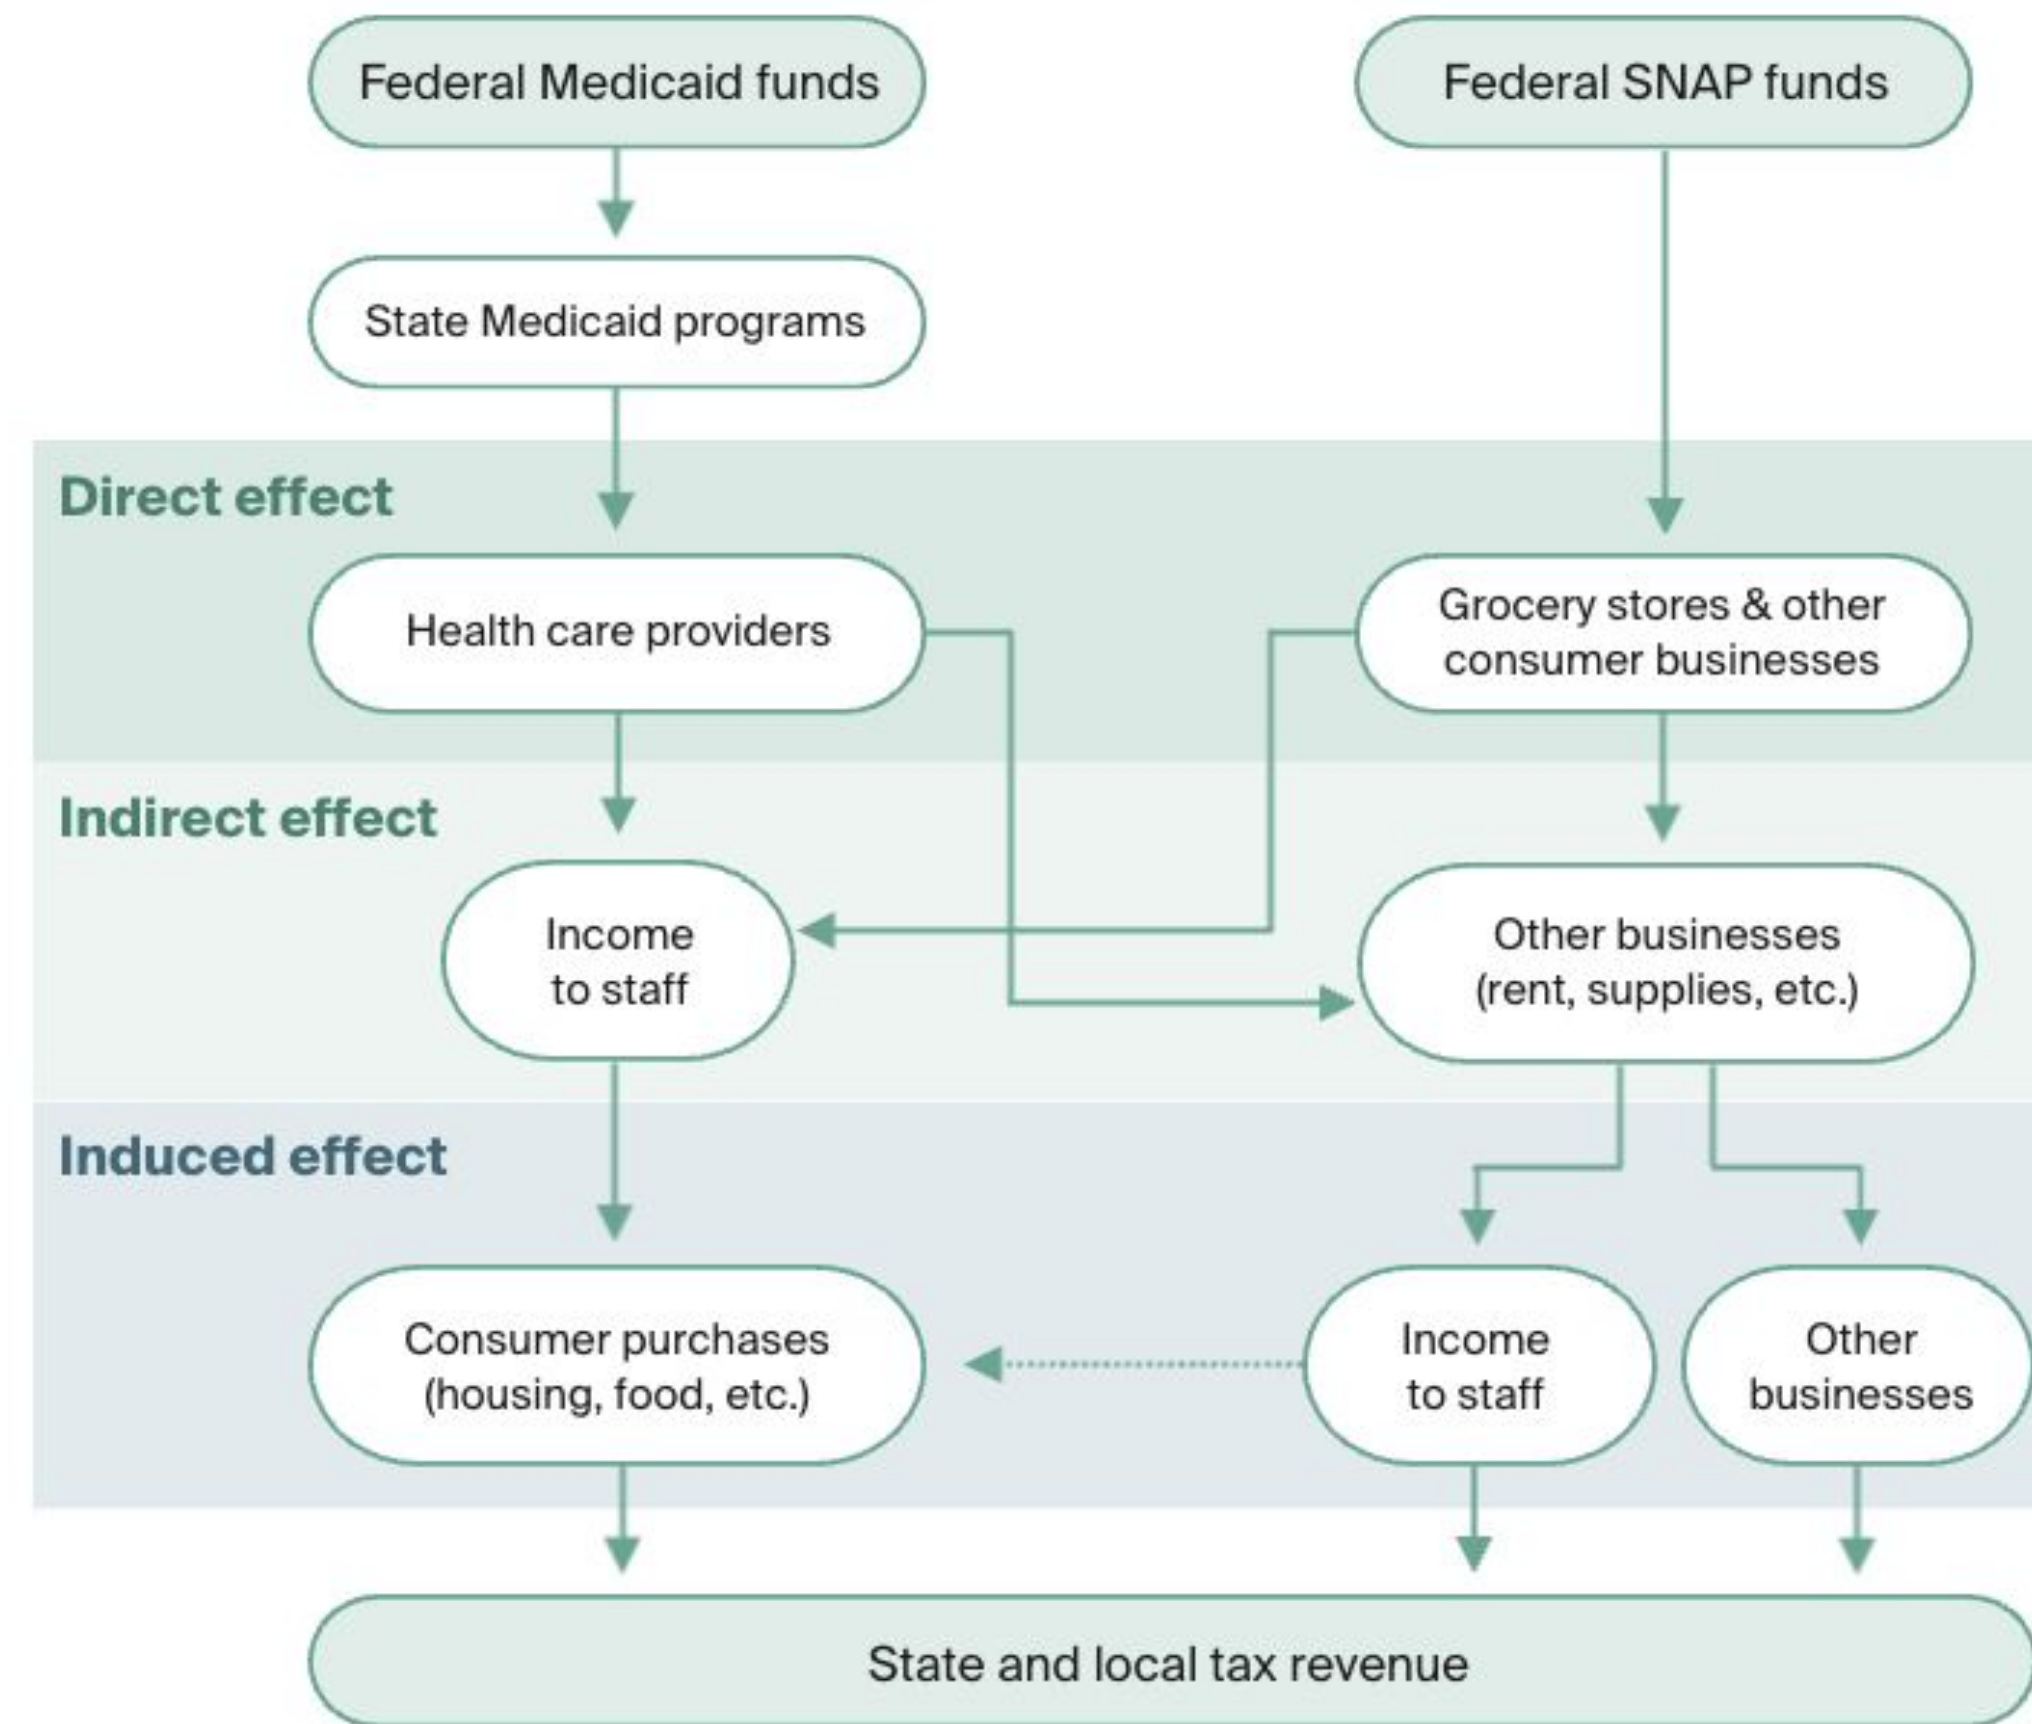 Federal Medicaid funds
Federal SNAP funds
State Medicaid programs
Direct effect
Health care providers
Grocery stores & other
consumer businesses
Indirect effect
Income
to staff
Other businesses
(rent, supplies, etc.)
Induced effect
Consumer purchases
(housing, food, etc.)
Income
to staff
Other
businesses
State and local tax revenue